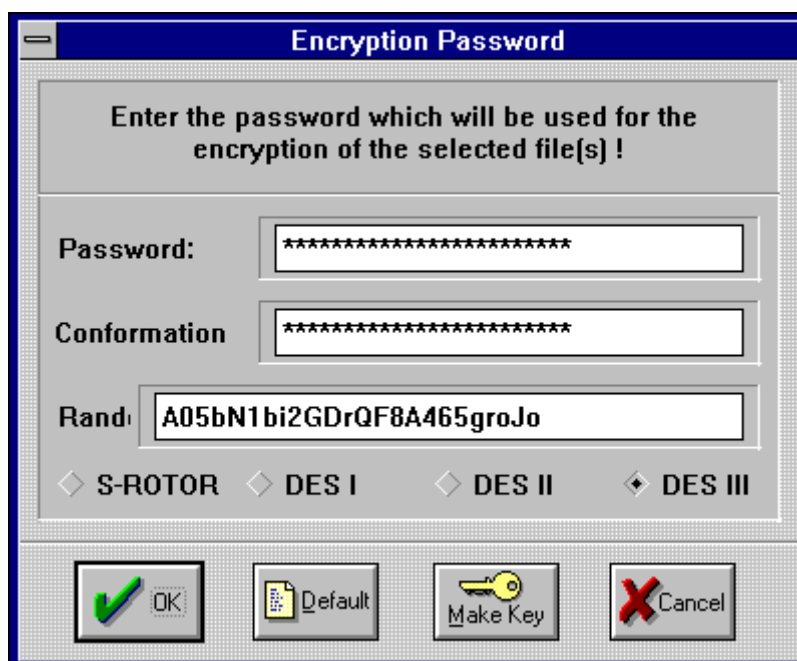 Encryption Password
Enter the password which will be used for the
encryption of the selected file(s) !
Password: ************************
Conformation ************************
Rand A05bN1bi2GDrQF8A465groJo
S-ROTOR DES I DES II DES III
OK Default Make Key Cancel